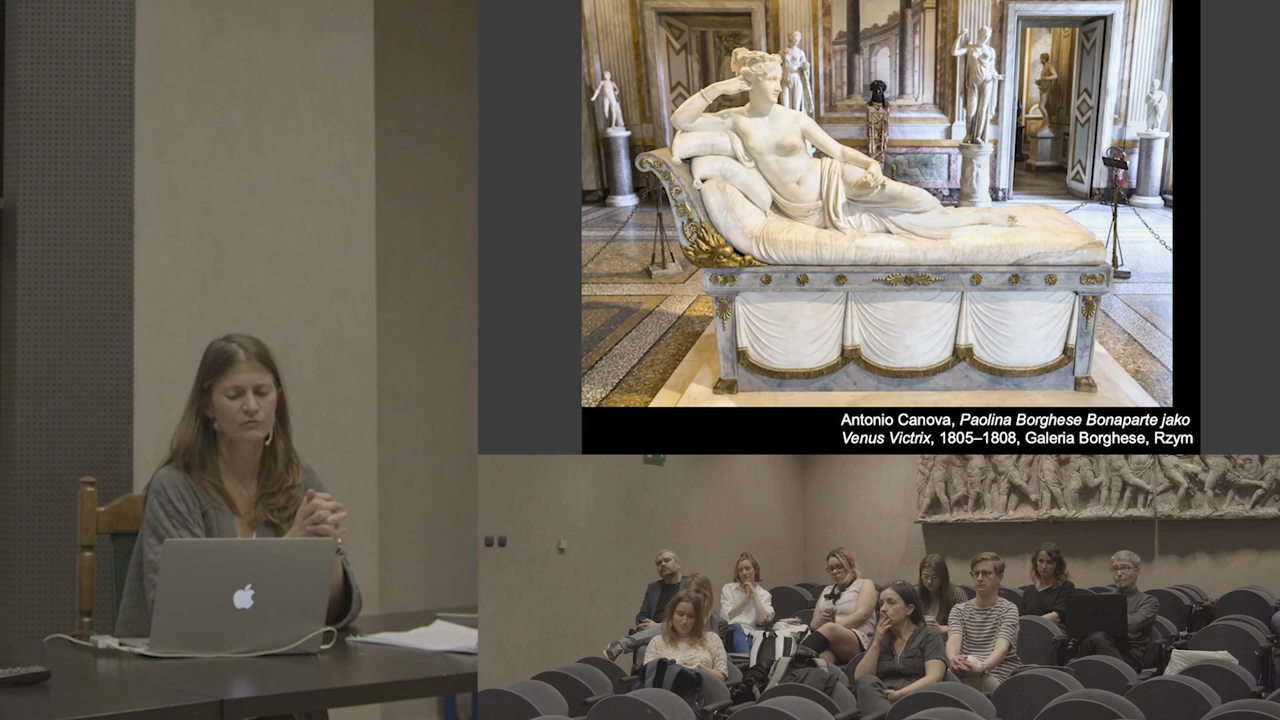 Antonio Canova, Paolina Borghese Bonaparte jako
Venus Victrix, 1805–1808, Galeria Borghese, Rzym